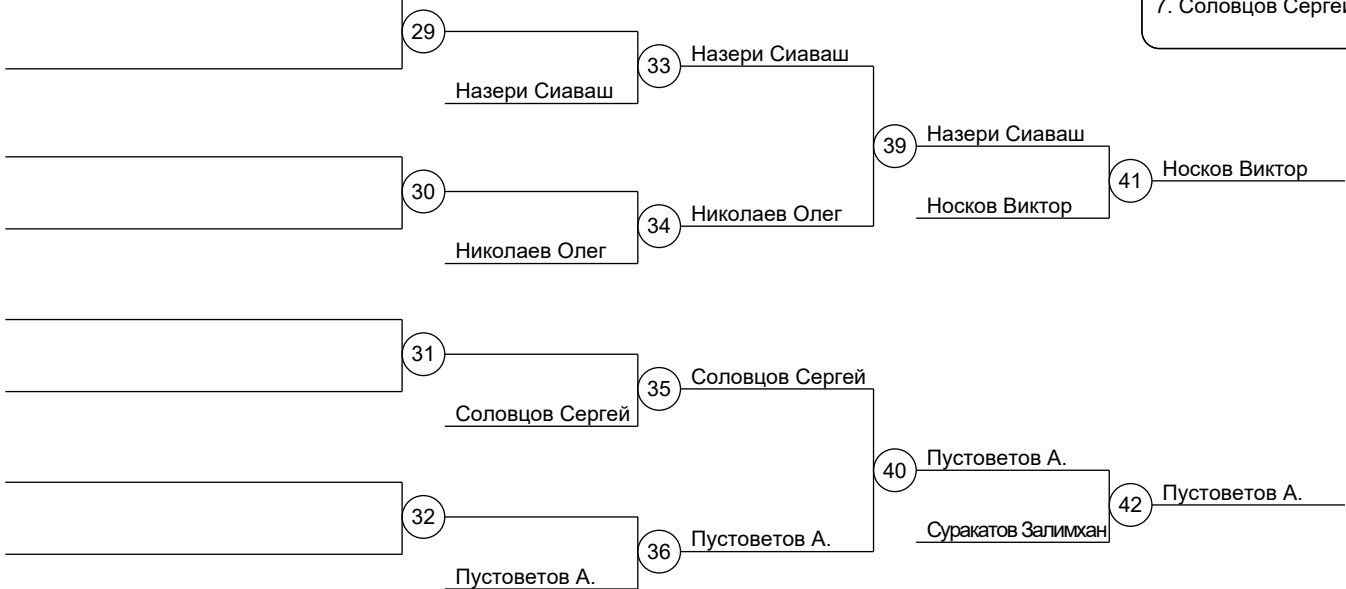 7. Соловцов Сергей
29
33
Назери Сиаваш
Назери Сиаваш
39
Назери Сиаваш
41
Носков Виктор
30
34
Николаев Олег
Носков Виктор
Николаев Олег
31
35
Соловцов Сергей
Соловцов Сергей
40
Пустоветов А.
42
Пустоветов А.
32
36
Пустоветов А.
Суракатов Залимхан
Пустоветов А.